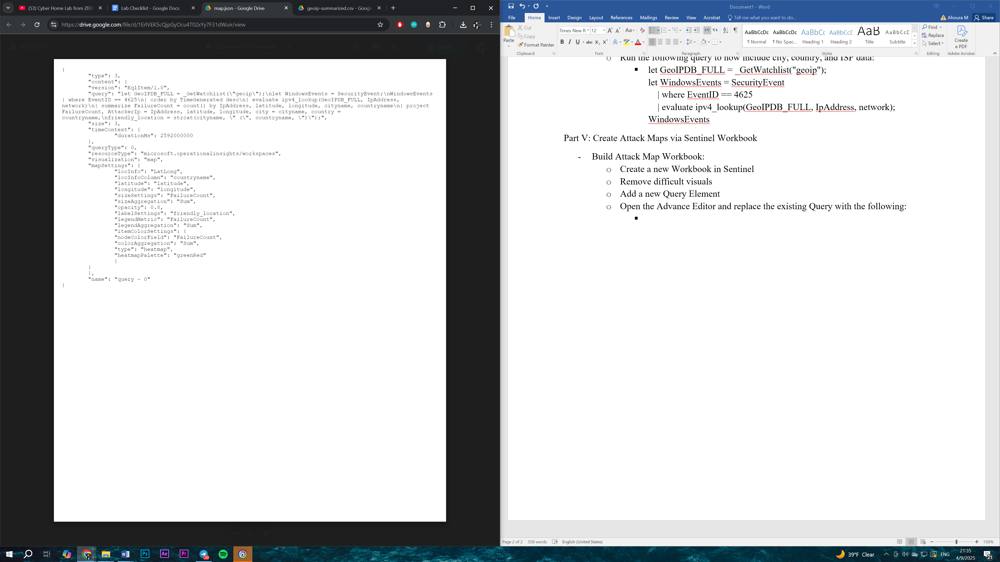 (53) Cyber Home Lab from ZER
Lab Checklist - Google Docs
map.json - Google Drive
geoip-summarized.csv - Google
https://drive.google.com/file/d/1ErlVEK5cQjpGyOcu4T02xYy7F31dWuir/view
map.json
Open with ZIP Extractor
Share
{
"type": 3,
"content": {
"version": "KqlItem/1.0",
"query": "let GeoIPDB_FULL = _GetWatchlist(\"geoip\");\nlet WindowsEvents = SecurityEvent;\nWindowsEvents
| where EventID == 4625\n| order by TimeGenerated desc\n| evaluate ipv4_lookup(GeoIPDB_FULL, IpAddress,
network)\n| summarize FailureCount = count() by IpAddress, latitude, longitude, cityname, countryname\n| project
FailureCount, AttackerIp = IpAddress, latitude, longitude, city = cityname, country =
countryname,\nfriendly_location = strcat(cityname, \" (\", countryname, \")\");",
"size": 3,
"timeContext": {
"durationMs": 2592000000
},
"queryType": 0,
"resourceType": "microsoft.operationalinsights/workspaces",
"visualization": "map",
"mapSettings": {
"locInfo": "LatLong",
"locInfoColumn": "countryname",
"latitude": "latitude",
"longitude": "longitude",
"sizeSettings": "FailureCount",
"sizeAggregation": "Sum",
"opacity": 0.8,
"labelSettings": "friendly_location",
"legendMetric": "FailureCount",
"legendAggregation": "Sum",
"itemColorSettings": {
"nodeColorField": "FailureCount",
"colorAggregation": "Sum",
"type": "heatmap",
"heatmapPalette": "greenRed"
}
}
},
"name": "query - 0"
}
Document1 - Word
File Home Insert Design Layout References Mailings Review View Acrobat Tell me what you want to do... Ahoura M Share
Paste
Cut
Copy
Format Painter
Clipboard
Times New R 12
Aa
B I U abc X₂ X² A A
Font
Paragraph
AaBbCcDc AaBbCcDc AaBbCc AaBbCcC AaB AaBbCcD
¶ Normal ¶ No Spac... Heading 1 Heading 2 Title Subtitle
Styles
Find
Replace
Select
Editing
Create
a PDF
Adobe Acrobat
o Run the following query to now include city, country, and ISP data:
▪ let GeoIPDB_FULL = _GetWatchlist("geoip");
let WindowsEvents = SecurityEvent
| where EventID == 4625
| evaluate ipv4_lookup(GeoIPDB_FULL, IpAddress, network);
WindowsEvents
Part V: Create Attack Maps via Sentinel Workbook
- Build Attack Map Workbook:
o Create a new Workbook in Sentinel
o Remove difficult visuals
o Add a new Query Element
o Open the Advance Editor and replace the existing Query with the following:
▪
Page 2 of 2 358 words English (United States)
150%
Ps Ae Pr
39°F Clear
ENG
21:35
4/9/2025
21